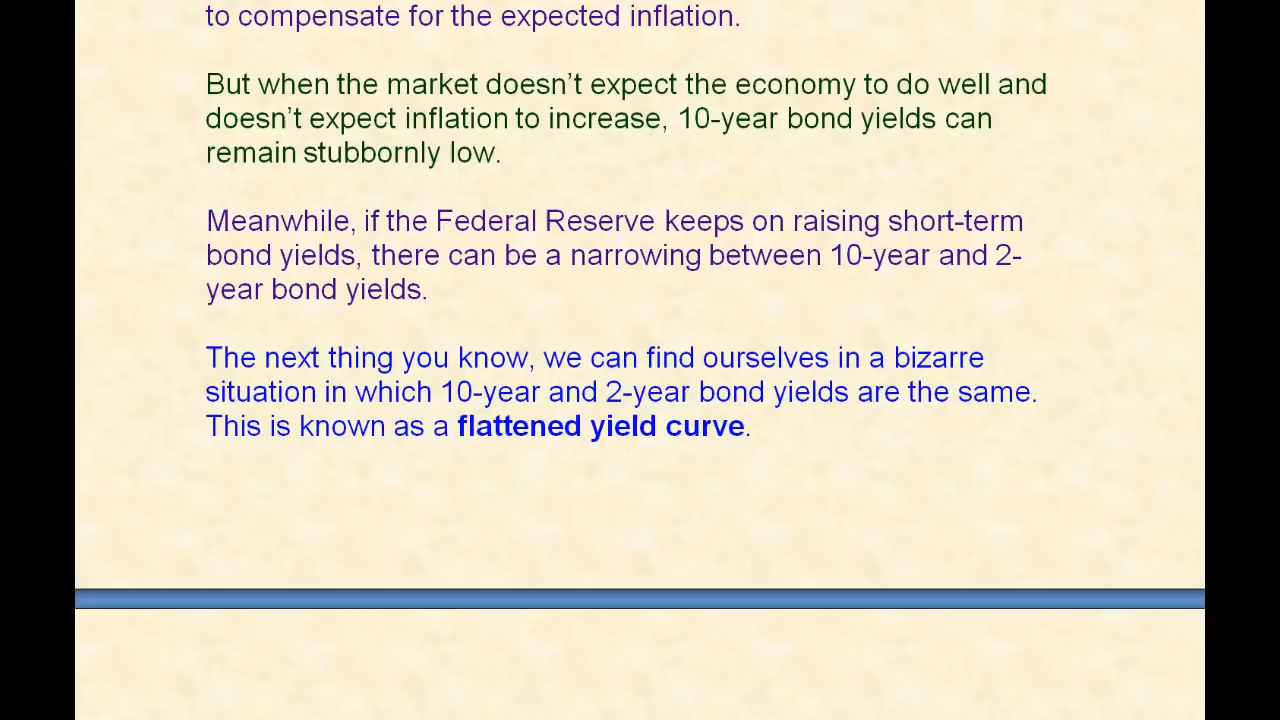 to compensate for the expected inflation.
But when the market doesn’t expect the economy to do well and
doesn’t expect inflation to increase, 10-year bond yields can
remain stubbornly low.
Meanwhile, if the Federal Reserve keeps on raising short-term
bond yields, there can be a narrowing between 10-year and 2-
year bond yields.
The next thing you know, we can find ourselves in a bizarre
situation in which 10-year and 2-year bond yields are the same.
This is known as a flattened yield curve.